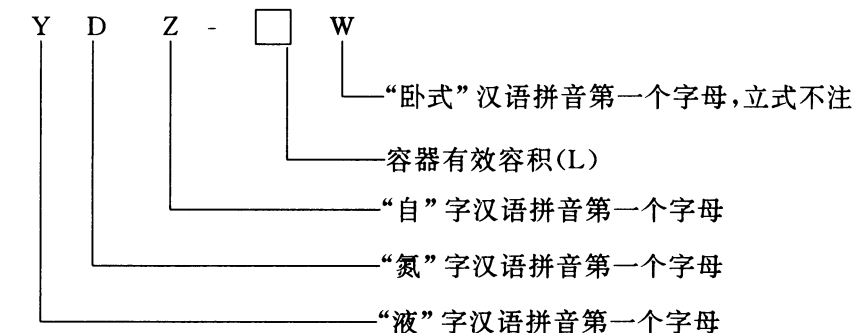 Y D Z - □ W
“卧式”汉语拼音第一个字母,立式不注
容器有效容积(L)
“自”字汉语拼音第一个字母
“氮”字汉语拼音第一个字母
“液”字汉语拼音第一个字母